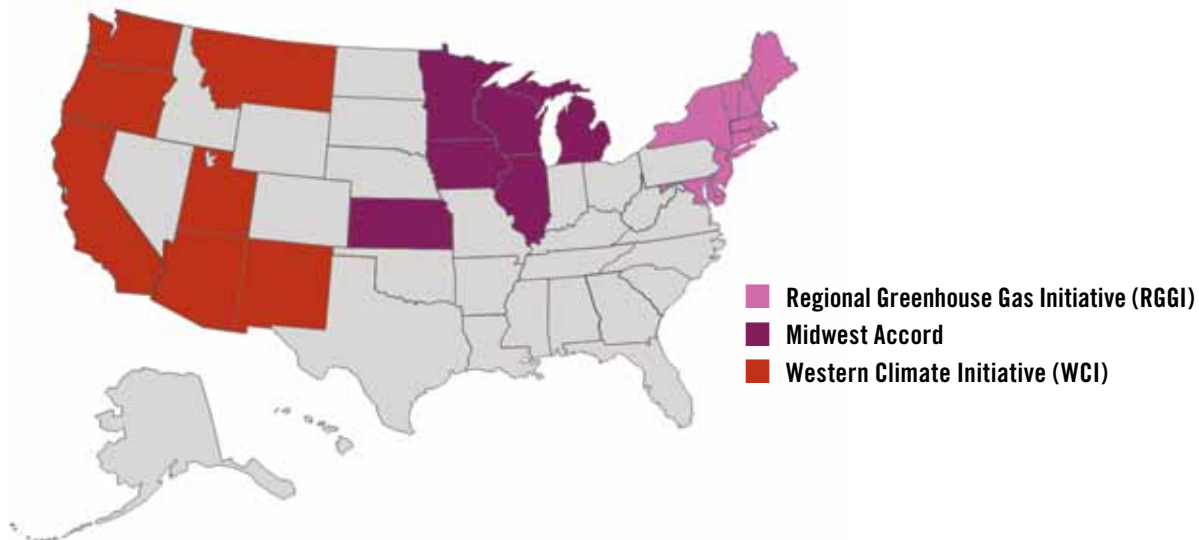 Regional Greenhouse Gas Initiative (RGGI)
Midwest Accord
Western Climate Initiative (WCI)